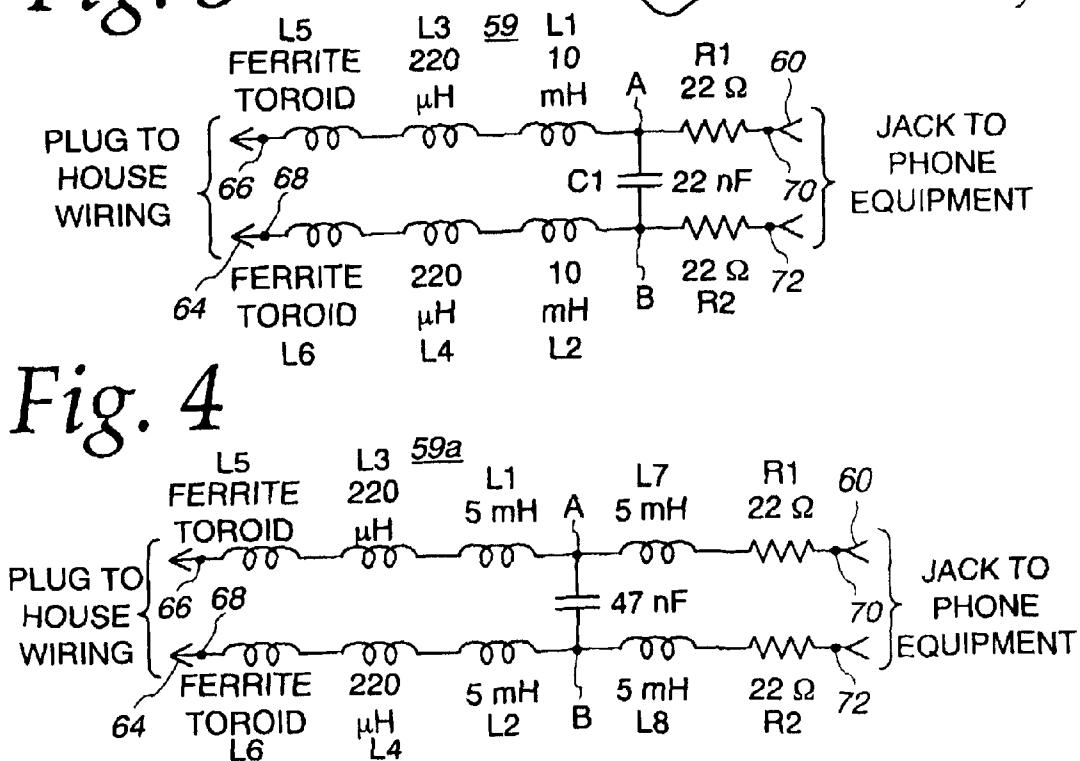 Fig. 3
59
L5
FERRITE
TOROID
L3
220
μH
L1
10
mH
A
R1
22 Ω
60
PLUG TO
HOUSE
WIRING
66
68
C1
22 nF
70
JACK TO
PHONE
EQUIPMENT
64
FERRITE
TOROID
L6
220
μH
L4
10
mH
L2
B
22 Ω
R2
72
Fig. 4
59a
L5
FERRITE
TOROID
L3
220
μH
L1
5 mH
A
L7
5 mH
R1
22 Ω
60
PLUG TO
HOUSE
WIRING
66
68
47 nF
70
JACK TO
PHONE
EQUIPMENT
64
FERRITE
TOROID
L6
220
μH
L4
5 mH
L2
B
5 mH
L8
22 Ω
R2
72